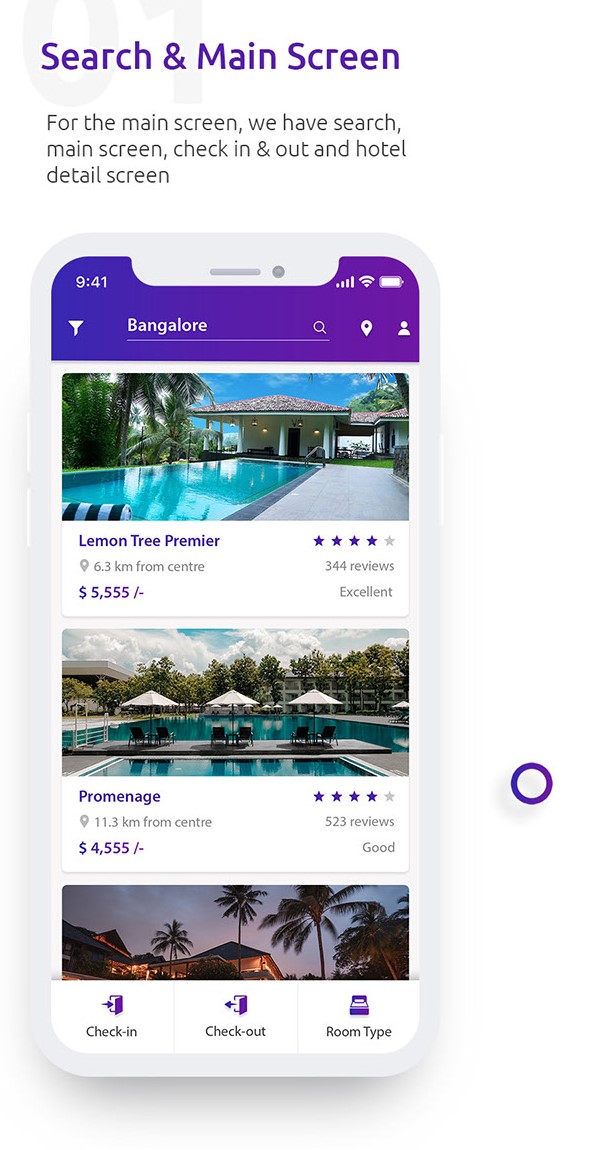 01
Search & Main Screen
For the main screen, we have search,
main screen, check in & out and hotel
detail screen
9:41
Bangalore
Lemon Tree Premier
6.3 km from centre
344 reviews
$ 5,555 /-
Excellent
Promenage
11.3 km from centre
523 reviews
$ 4,555 /-
Good
Check-in
Check-out
Room Type